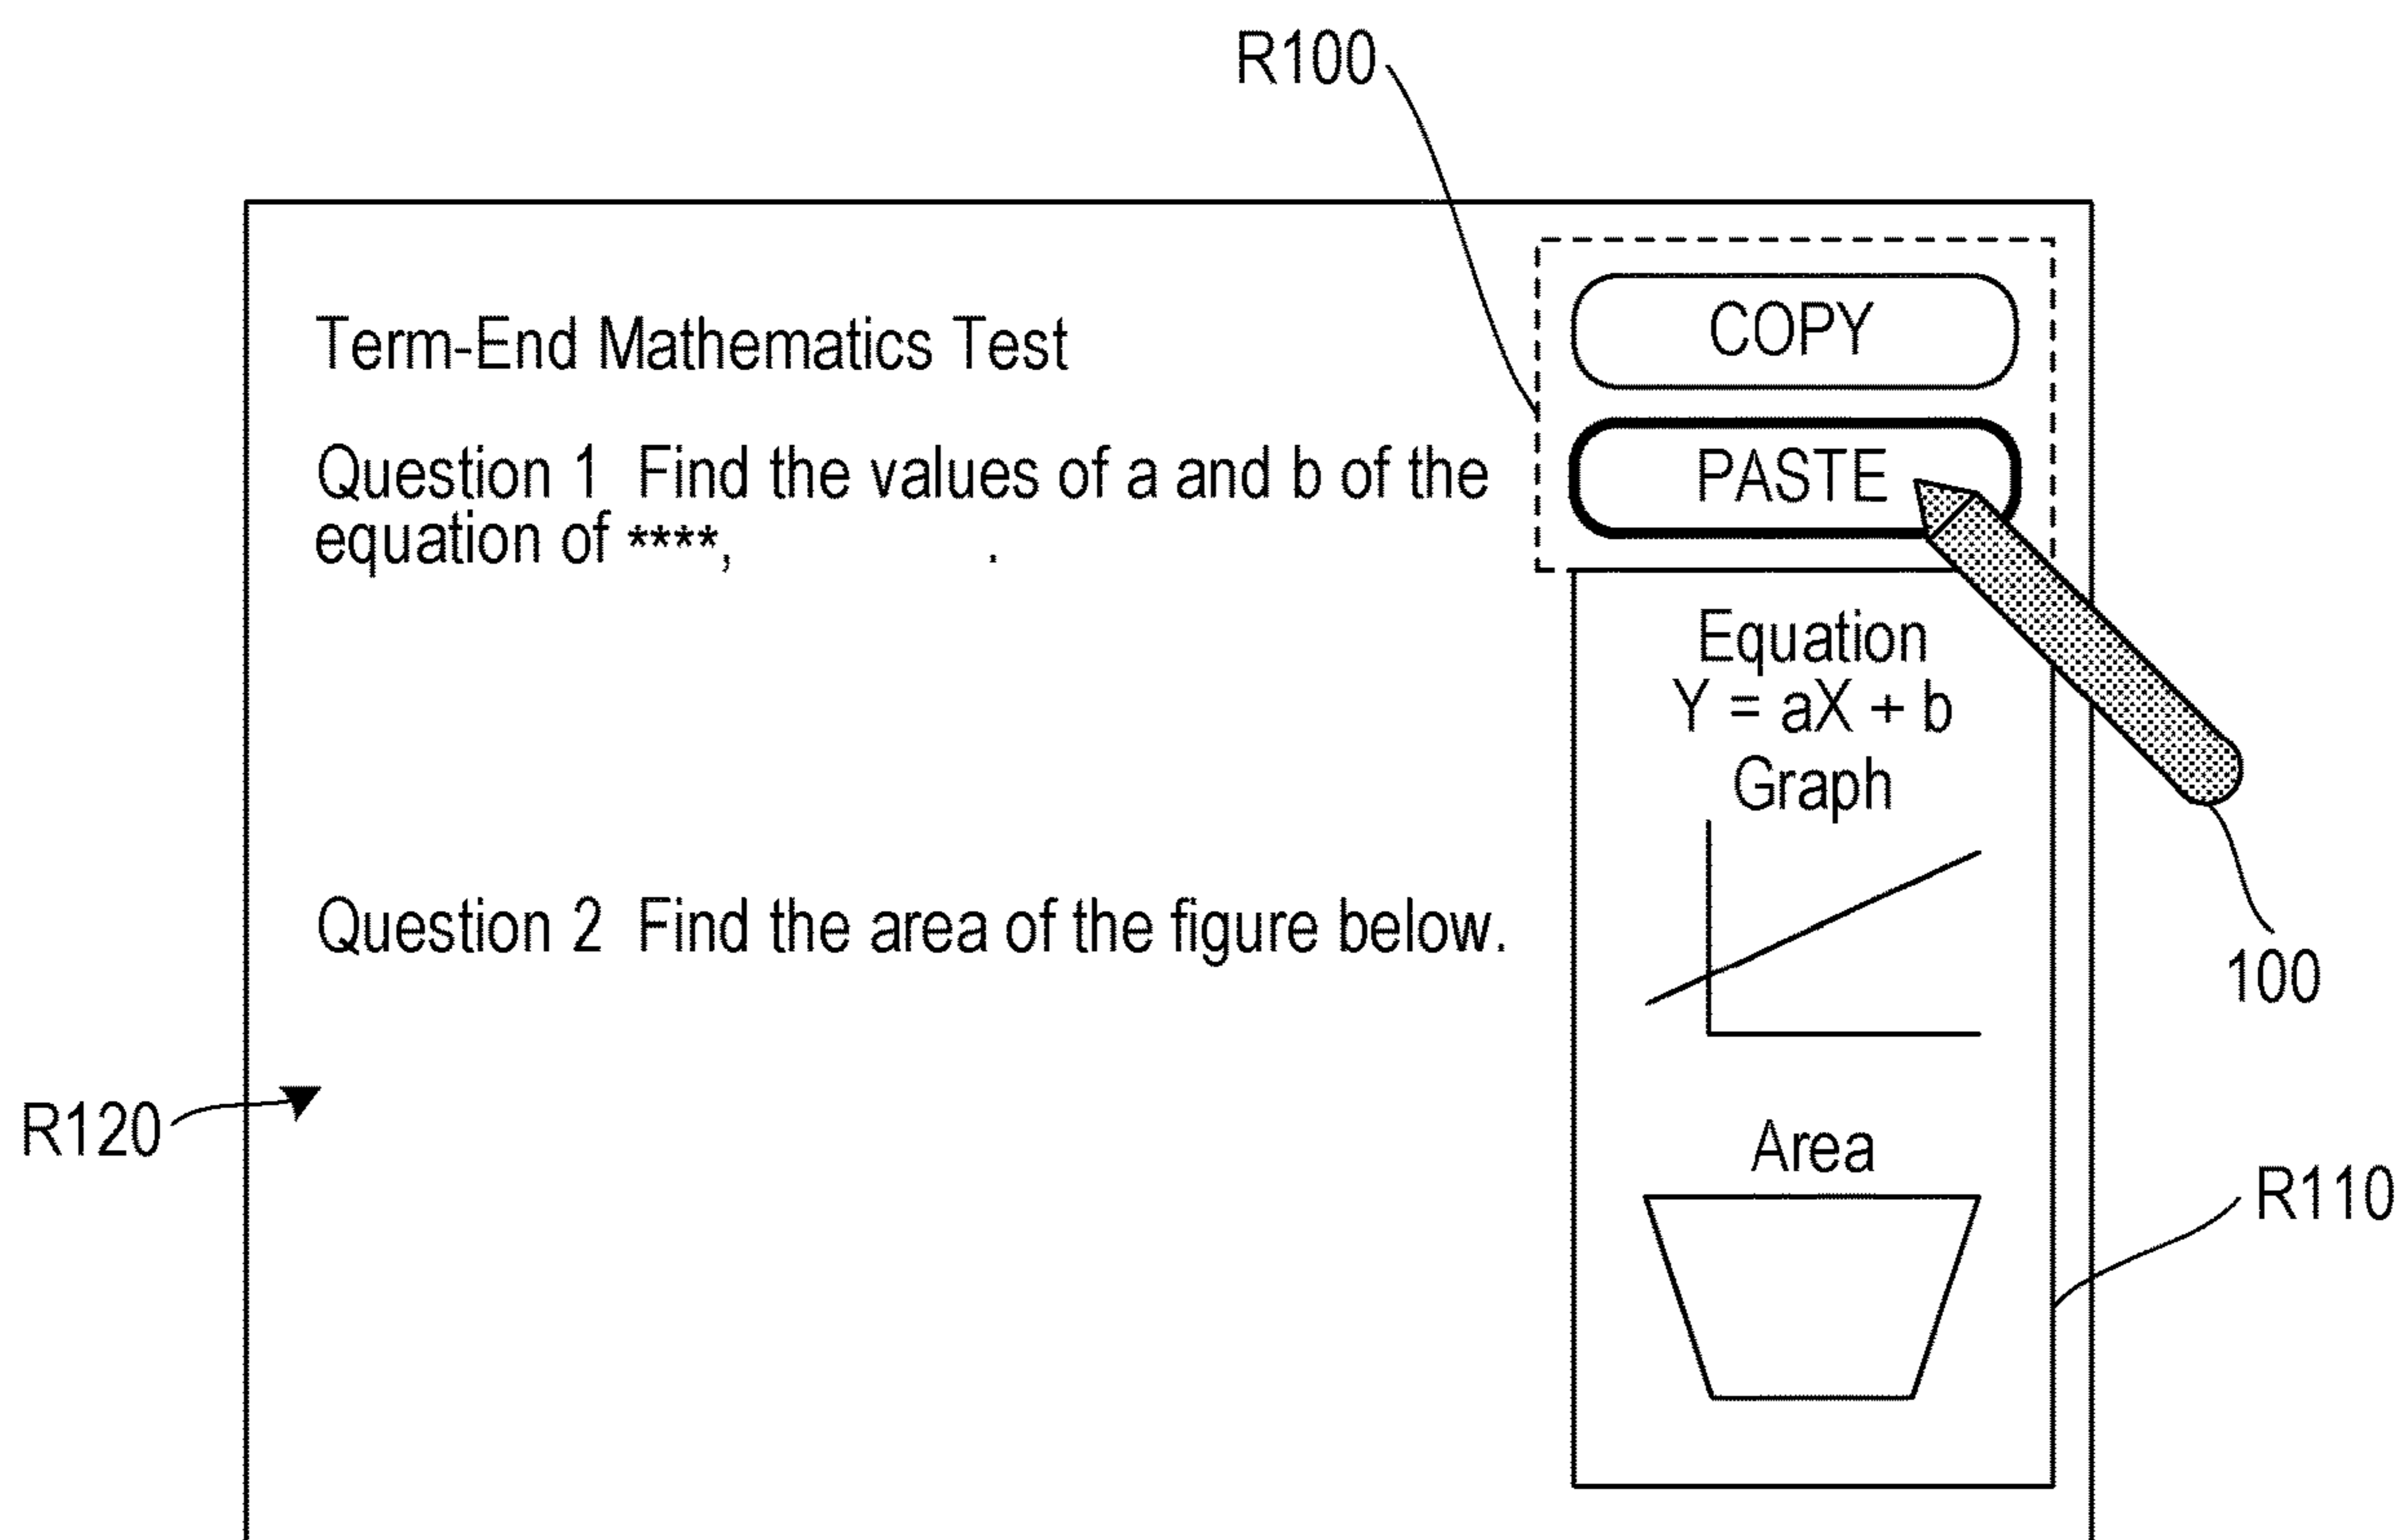 R100
COPY
Term-End Mathematics Test
PASTE
Question 1 Find the values of a and b of the
equation of ****, .
Equation
Y = aX + b
Graph
Question 2 Find the area of the figure below.
100
R120
Area
R110